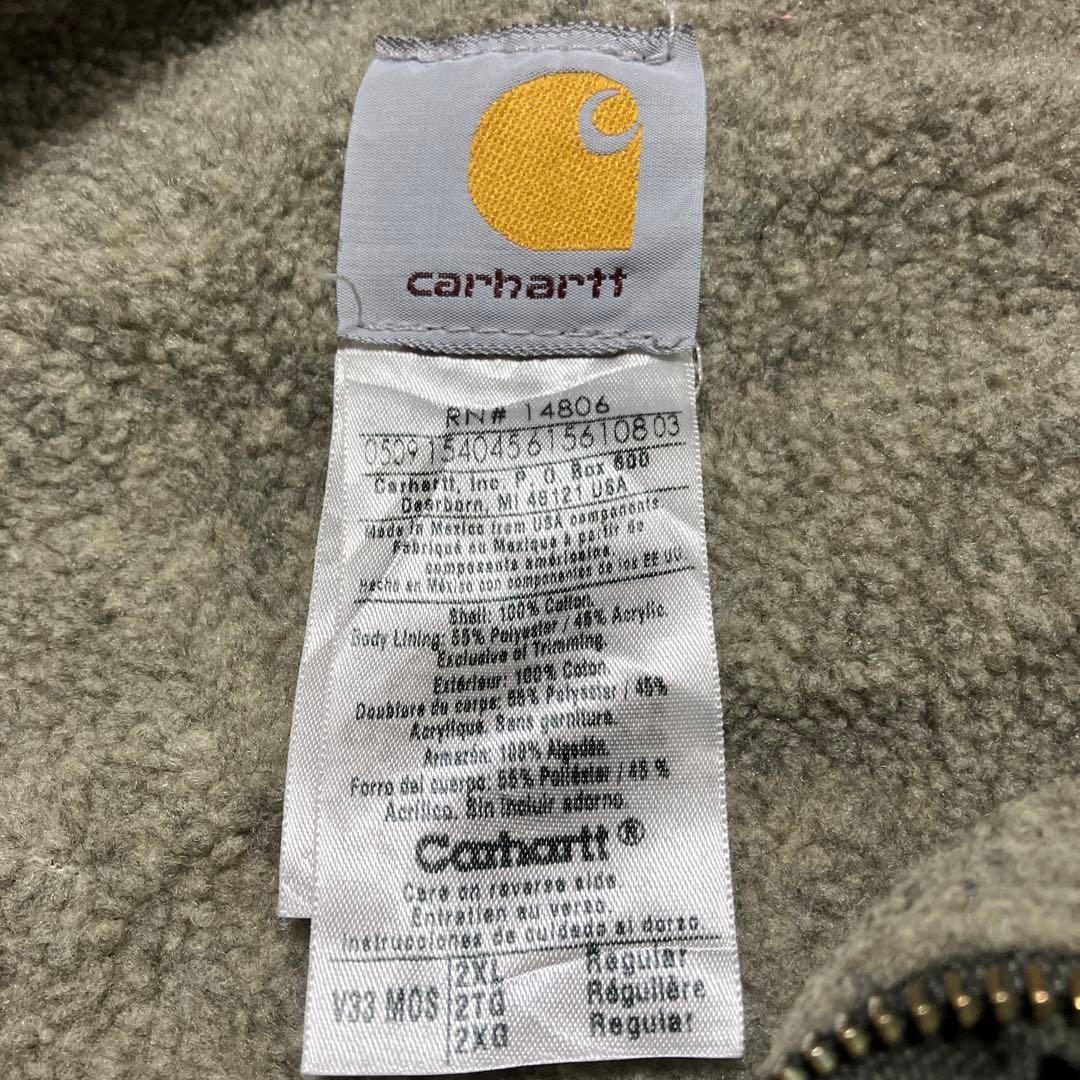 carhartt
RN# 14806
0509 1540456156108 03
Carhartt, Inc. P. O. Box 600
Dearborn, MI 48121 USA
Made in Mexico from USA components
Fabriqué au Mexique à partir de
components américains.
Hecho en México con componentes de los EE UU
Shell: 100% Cotton.
Body Lining: 55% Polyester / 45% Acrylic.
Exclusive of Trimming.
Extérieur: 100% Coton.
Doublure du corps: 55% Polyester / 45%
Acrylique. Sans garniture.
Armazón: 100% Algodón.
Forro del cuerpo: 55% Poliéster / 45 %
Acrílico. Sin incluir adorno.
Carhartt®
Care on reverse side.
Entretien au verso.
Instrucciones de cuidado al dorso
V33 MOS 2XL Regular
2TG Régulière
2XG Regular